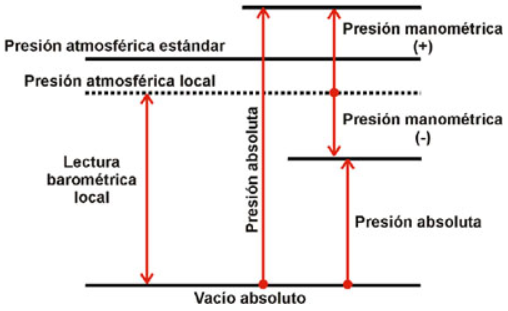 Presión manométrica
(+)
Presión atmosférica estándar
Presión atmosférica local
Presión manométrica
(-)
Presión absoluta
Lectura
barométrica
local
Presión absoluta
Vacío absoluto